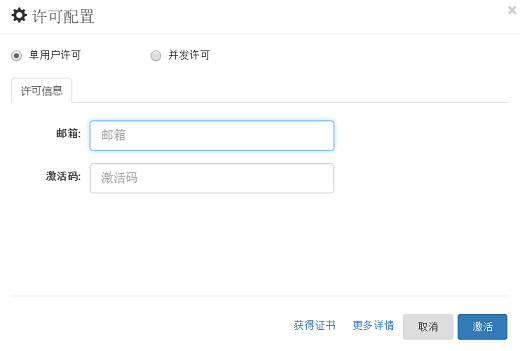 许可配置 ×
单用户许可 并发许可
许可信息
邮箱: 邮箱
激活码: 激活码
获得证书 更多详情 取消 激活